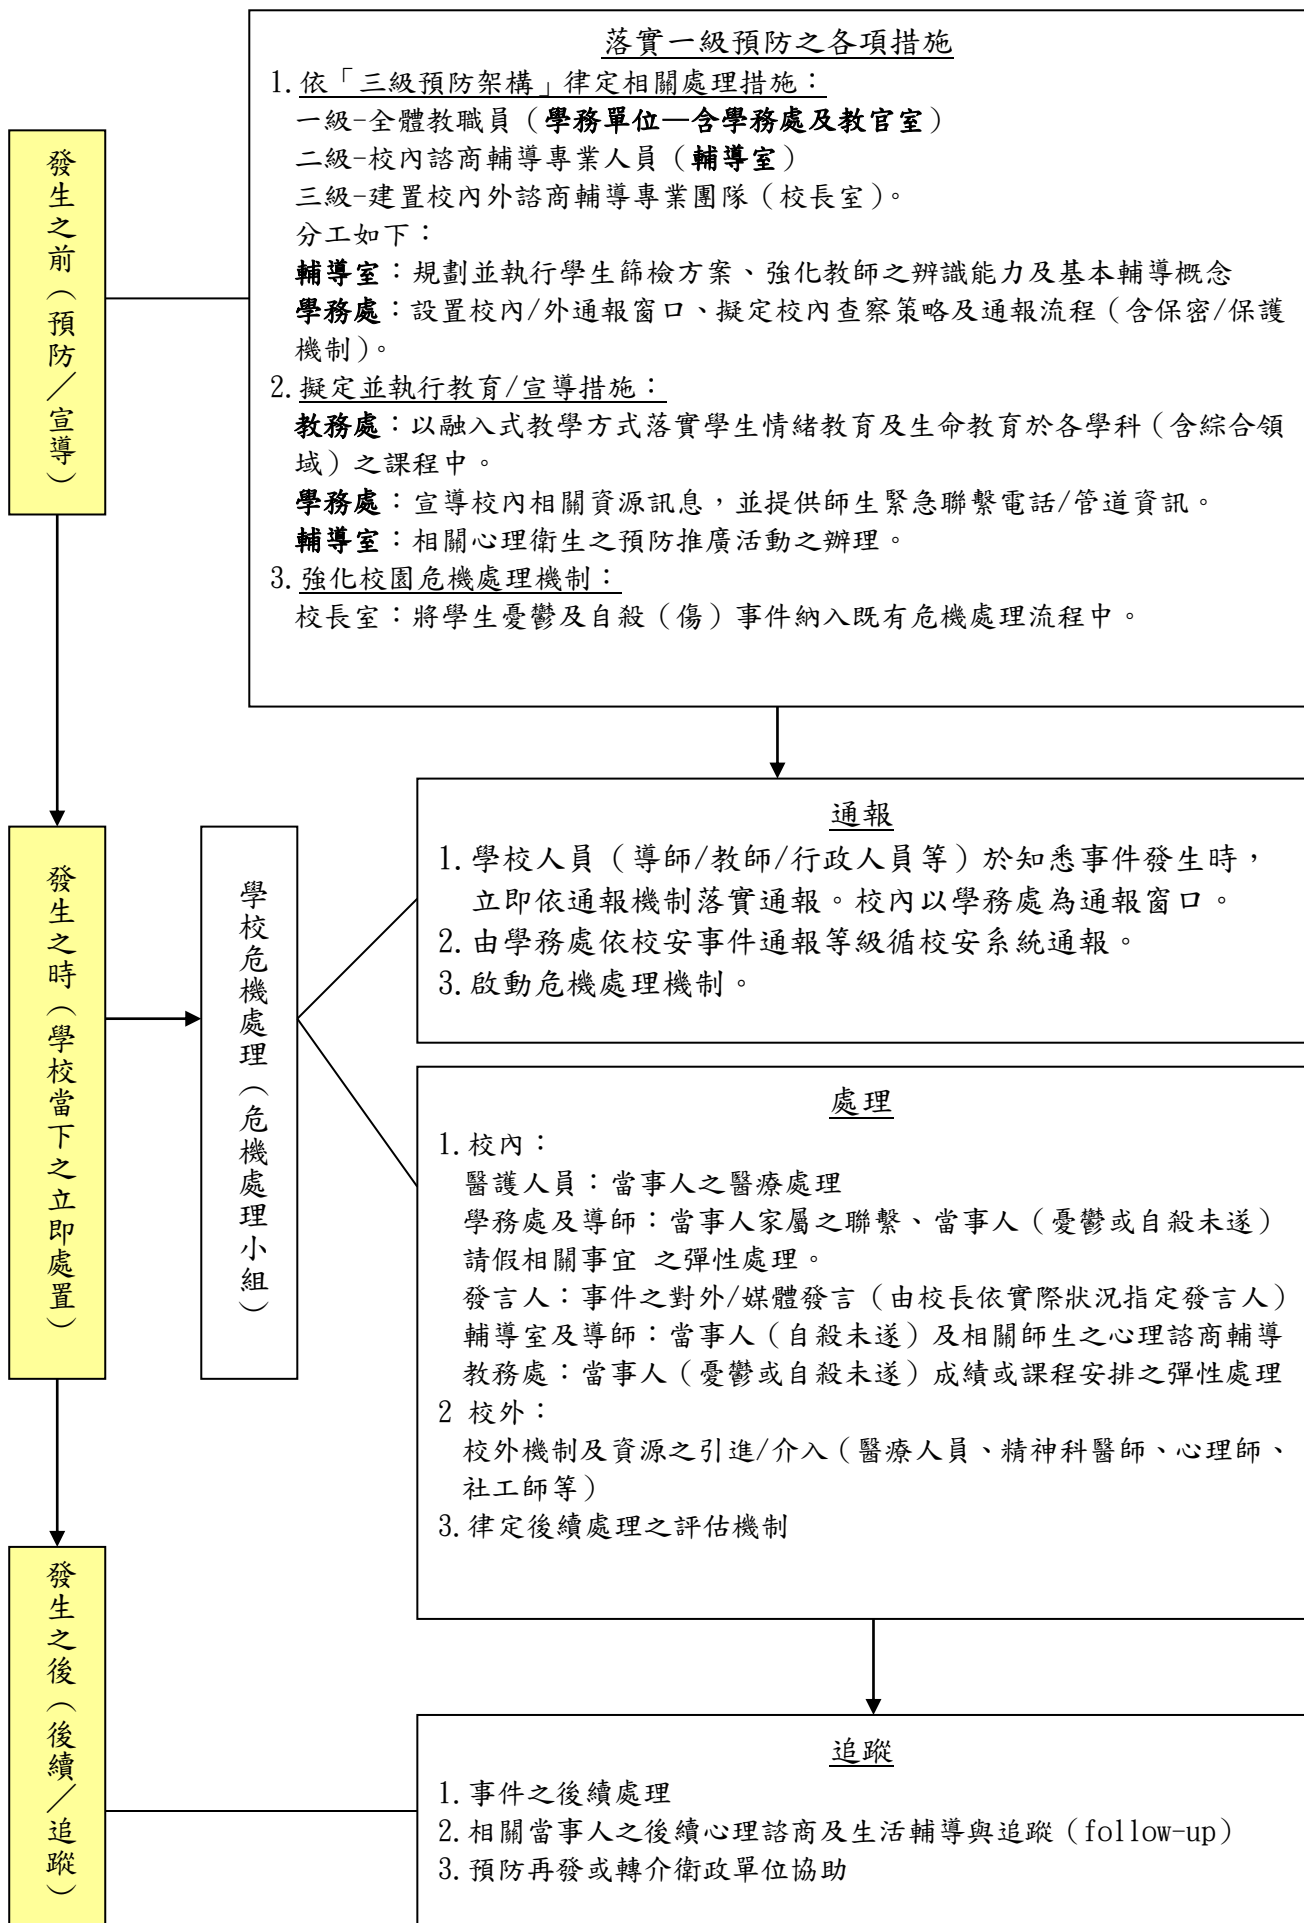 落實一級預防之各項措施
1.依「三級預防架構」律定相關處理措施：
一級-全體教職員（學務單位—含學務處及教官室）
二級-校內諮商輔導專業人員（輔導室）
三級-建置校內外諮商輔導專業團隊（校長室）。
分工如下：
輔導室：規劃並執行學生篩檢方案、強化教師之辨識能力及基本輔導概念
學務處：設置校內/外通報窗口、擬定校內查察策略及通報流程（含保密/保護
機制）。
2.擬定並執行教育/宣導措施：
教務處：以融入式教學方式落實學生情緒教育及生命教育於各學科（含綜合領
域）之課程中。
學務處：宣導校內相關資源訊息，並提供師生緊急聯繫電話/管道資訊。
輔導室：相關心理衛生之預防推廣活動之辦理。
3.強化校園危機處理機制：
校長室：將學生憂鬱及自殺（傷）事件納入既有危機處理流程中。
發生之前（預防／宣導）
發生之時（學校當下之立即處置）
學校危機處理（危機處理小組）
通報
1.學校人員（導師/教師/行政人員等）於知悉事件發生時，
立即依通報機制落實通報。校內以學務處為通報窗口。
2.由學務處依校安事件通報等級循校安系統通報。
3.啟動危機處理機制。
處理
1.校內：
醫護人員：當事人之醫療處理
學務處及導師：當事人家屬之聯繫、當事人（憂鬱或自殺未遂）
請假相關事宜 之彈性處理。
發言人：事件之對外/媒體發言（由校長依實際狀況指定發言人）
輔導室及導師：當事人（自殺未遂）及相關師生之心理諮商輔導
教務處：當事人（憂鬱或自殺未遂）成績或課程安排之彈性處理
2 校外：
校外機制及資源之引進/介入（醫療人員、精神科醫師、心理師、
社工師等）
3.律定後續處理之評估機制
發生之後（後續／追蹤）
追蹤
1.事件之後續處理
2.相關當事人之後續心理諮商及生活輔導與追蹤（follow-up）
3.預防再發或轉介衛政單位協助